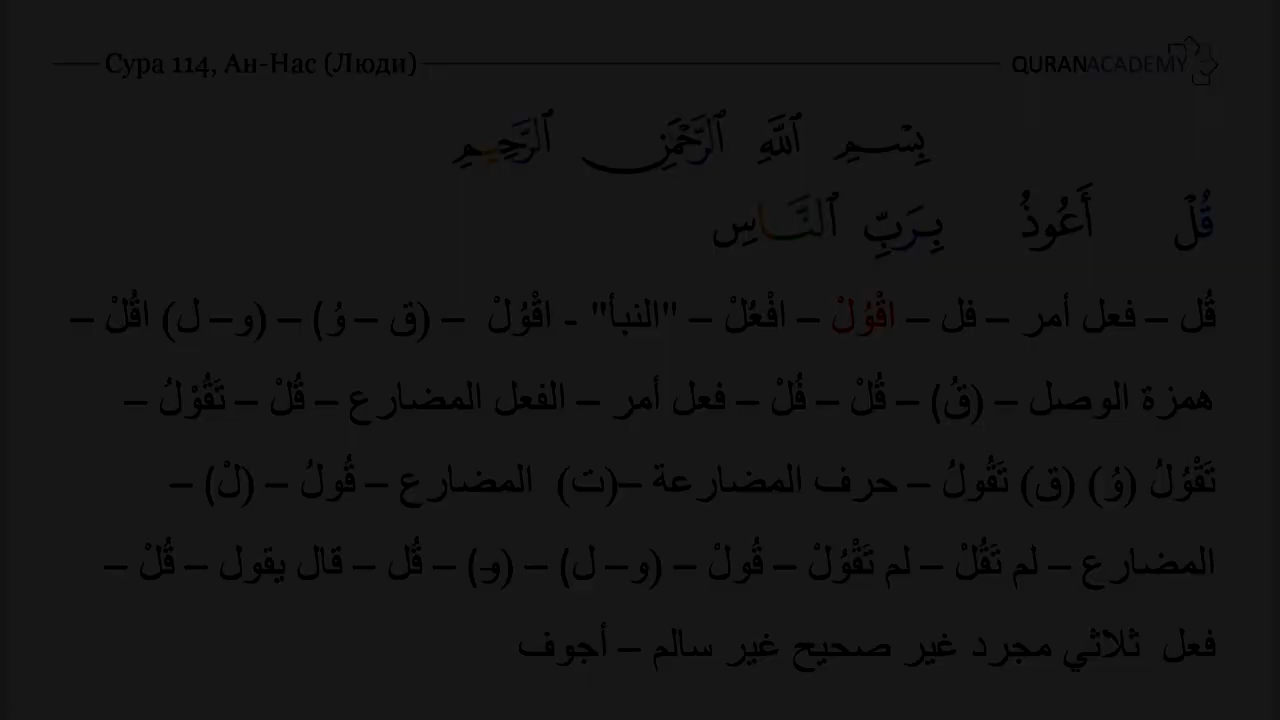 Сура 114, Ан-Нас (Люди)
QURANACADEMY
بِسْمِ ٱللَّهِ ٱلرَّحْمَٰنِ ٱلرَّحِيمِ
قُلْ أَعُوذُ بِرَبِّ ٱلنَّاسِ
قُل – فعل أمر – فل – اقْوُلْ – افْعُلْ – "النبأ" - اقْوُلْ – (ق – وُ) – (و – ل) اقُلْ –
همزة الوصل – (قُ) – قُلْ – فُلْ – فعل أمر – الفعل المضارع – قُلْ – تَقُوْلُ –
تَقْوُلُ (وُ) (ق) تَقُولُ – حرف المضارعة –(ت) المضارع – قُولُ – (لْ) –
المضارع – لم تَقُلْ – لم تَقْوُلْ – قُولْ – (و – ل) – (و) – قُل – قال يقول – قُلْ –
فعل ثلاثي مجرد غير صحيح غير سالم – أجوف